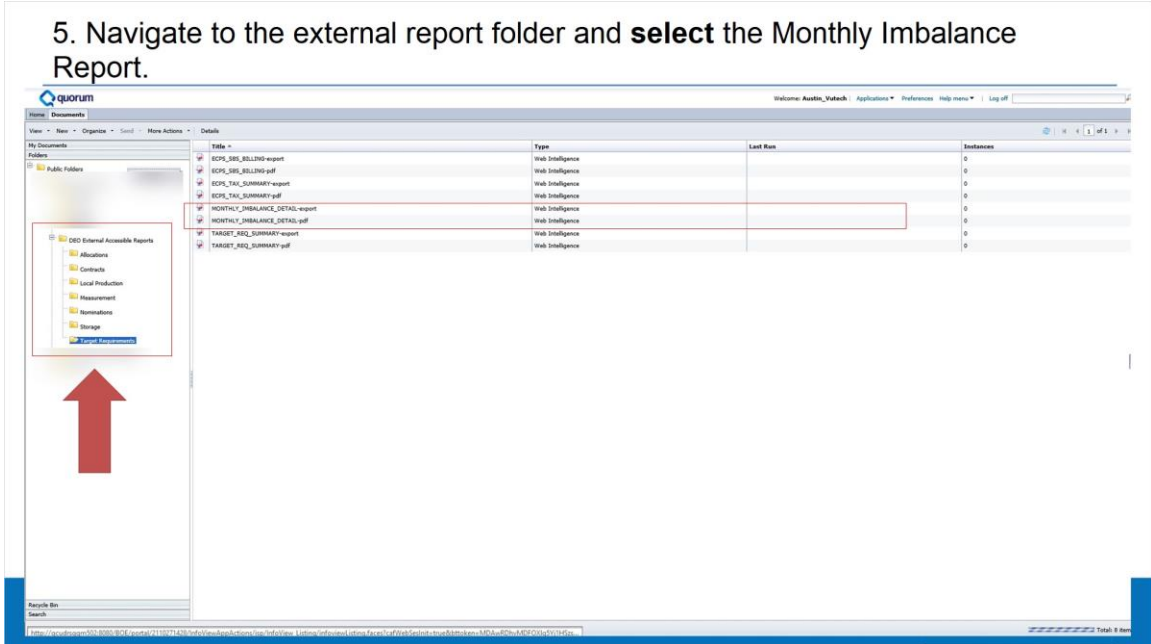 5. Navigate to the external report folder and select the Monthly Imbalance
Report.
quorum
Welcome: Austin_Vutech | Applications Preferences Help menu | Log off
Home Documents
View New Organize Send More Actions Details
1 of 1
My Documents
Folders
Public Folders
DEO External Accessible Reports
Allocations
Contracts
Local Production
Measurement
Nominations
Storage
Target Requirements
Title Type Last Run Instances
ECPS_SBS_BILLING-export Web Intelligence 0
ECPS_SBS_BILLING-pdf Web Intelligence 0
ECPS_TAX_SUMMARY-export Web Intelligence 0
ECPS_TAX_SUMMARY-pdf Web Intelligence 0
MONTHLY_IMBALANCE_DETAIL-export Web Intelligence 0
MONTHLY_IMBALANCE_DETAIL-pdf Web Intelligence 0
TARGET_REQ_SUMMARY-export Web Intelligence 0
TARGET_REQ_SUMMARY-pdf Web Intelligence 0
Recycle Bin
Search
Total: 8 item